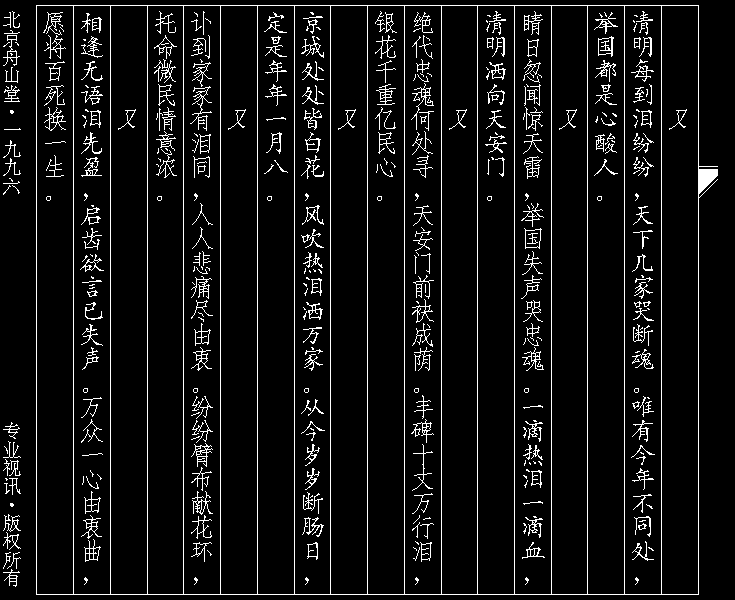 又
清明每到泪纷纷，天下几家哭断魂。唯有今年不同处，
举国都是心酸人。
又
晴日忽闻惊天雷，举国失声哭忠魂。一滴热泪一滴血，
清明洒向天安门。
又
绝代忠魂何处寻，天安门前袂成荫。丰碑十丈万行泪，
银花千重亿民心。
又
京城处处皆白花，风吹热泪洒万家。从今岁岁断肠日，
定是年年一月八。
又
讣到家家有泪同，人人悲痛尽由衷。纷纷臂布献花环，
托命微民情意浓。
又
相逢无语泪先盈，启齿欲言已失声。万众一心由衷曲，
愿将百死换一生。
北京舟山堂·一九九六
专业视讯·版权所有